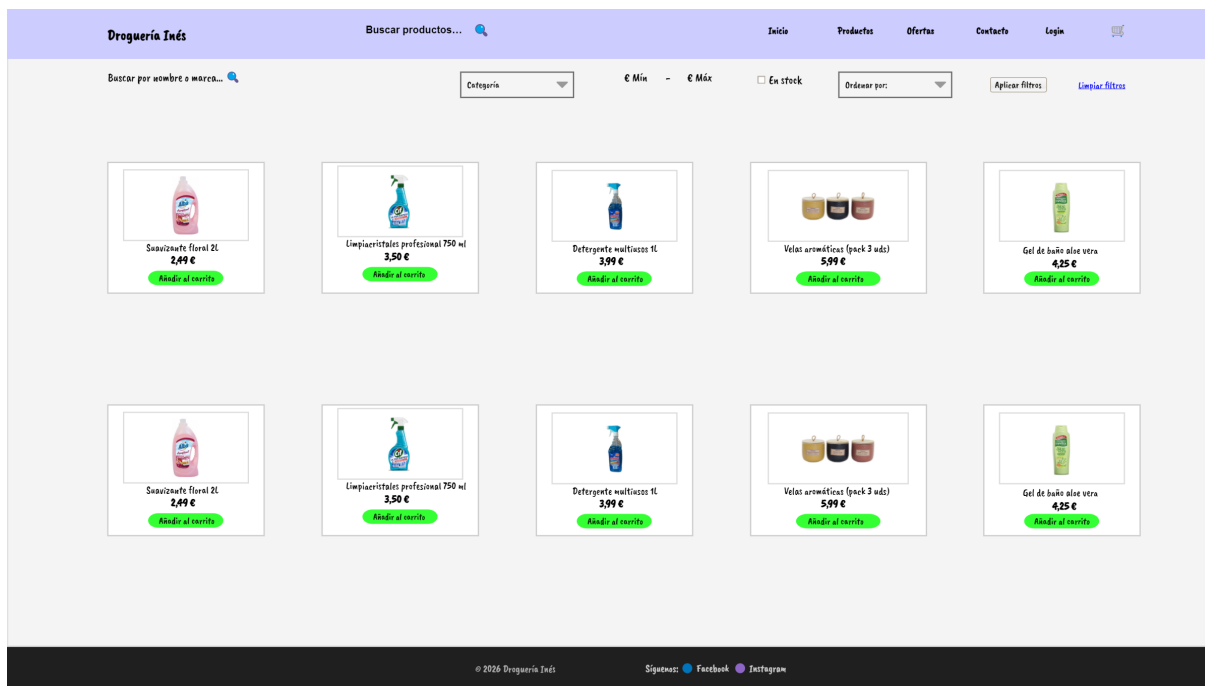 Droguería Inés
Buscar productos...
Inicio Productos Ofertas Contacto Login
Buscar por nombre o marca...
Categoría
€ Mín - € Máx
En stock
Ordenar por:
Aplicar filtros
Limpiar filtros
Suavizante floral 2L
2,49 €
Añadir al carrito
Limpiacristales profesional 750 ml
3,50 €
Añadir al carrito
Detergente multiusos 1L
3,99 €
Añadir al carrito
Velas aromáticas (pack 3 uds)
5,99 €
Añadir al carrito
Gel de baño aloe vera
4,25 €
Añadir al carrito
Suavizante floral 2L
2,49 €
Añadir al carrito
Limpiacristales profesional 750 ml
3,50 €
Añadir al carrito
Detergente multiusos 1L
3,99 €
Añadir al carrito
Velas aromáticas (pack 3 uds)
5,99 €
Añadir al carrito
Gel de baño aloe vera
4,25 €
Añadir al carrito
© 2026 Droguería Inés
Síguenos: Facebook Instagram